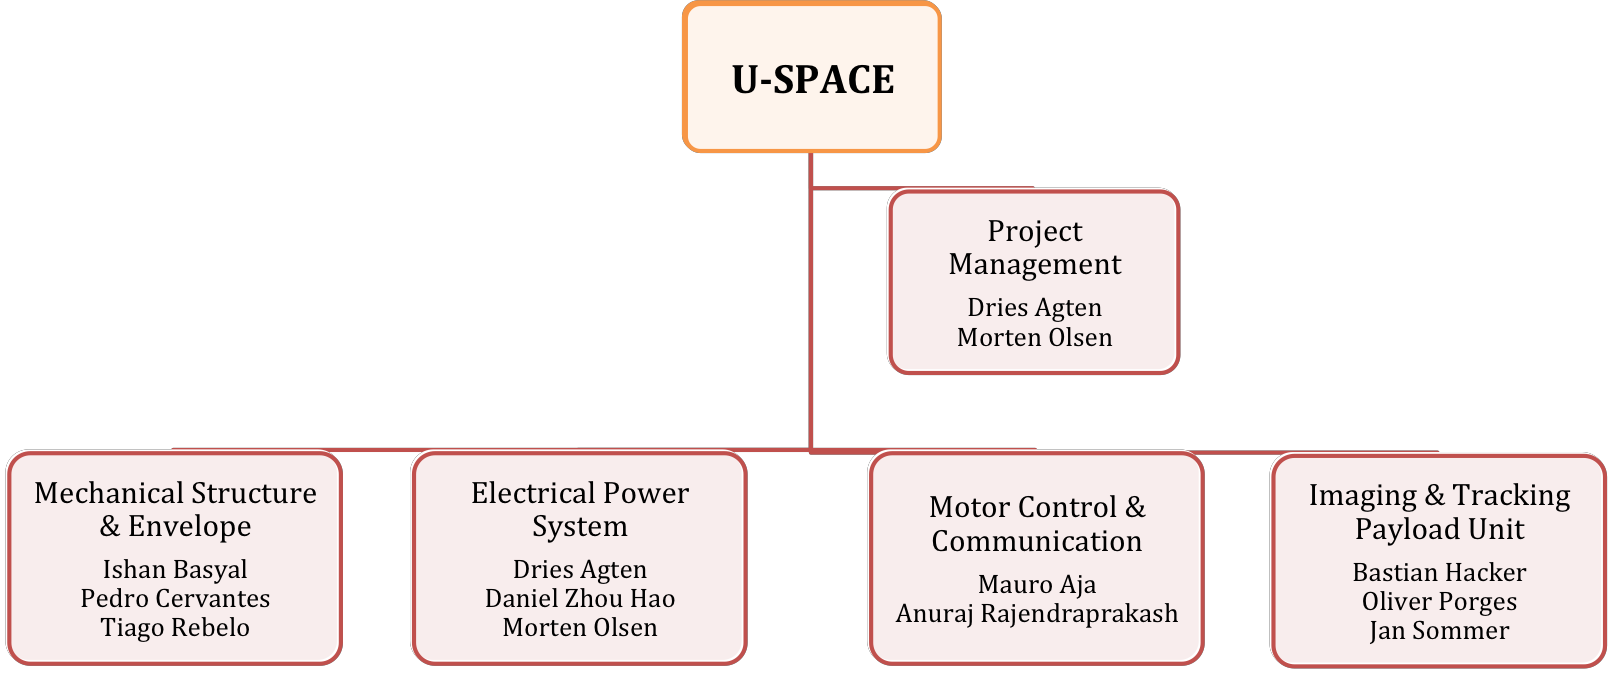 U-SPACE
Project
Management
Dries Agten
Morten Olsen
Mechanical Structure
& Envelope
Ishan Basyal
Pedro Cervantes
Tiago Rebelo
Electrical Power
System
Dries Agten
Daniel Zhou Hao
Morten Olsen
Motor Control &
Communication
Mauro Aja
Anuraj Rajendraprakash
Imaging & Tracking
Payload Unit
Bastian Hacker
Oliver Porges
Jan Sommer